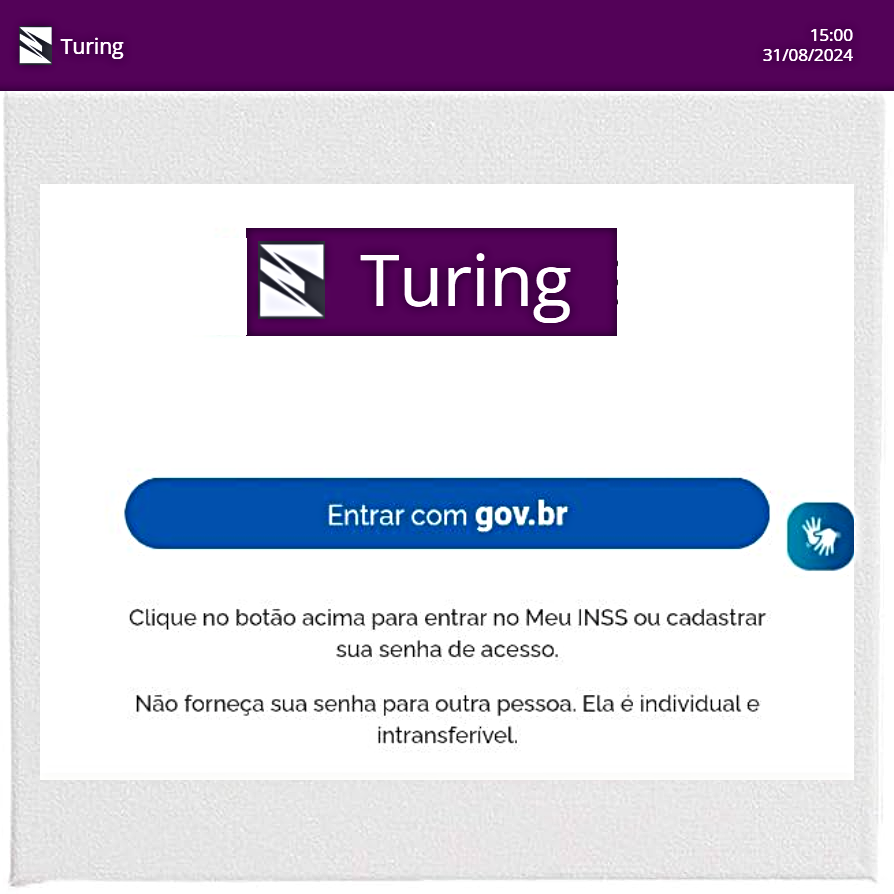 Turing
15:00
31/08/2024
Turing
Entrar com gov.br
Clique no botão acima para entrar no Meu INSS ou cadastrar
sua senha de acesso.
Não forneça sua senha para outra pessoa. Ela é individual e
intransferível.